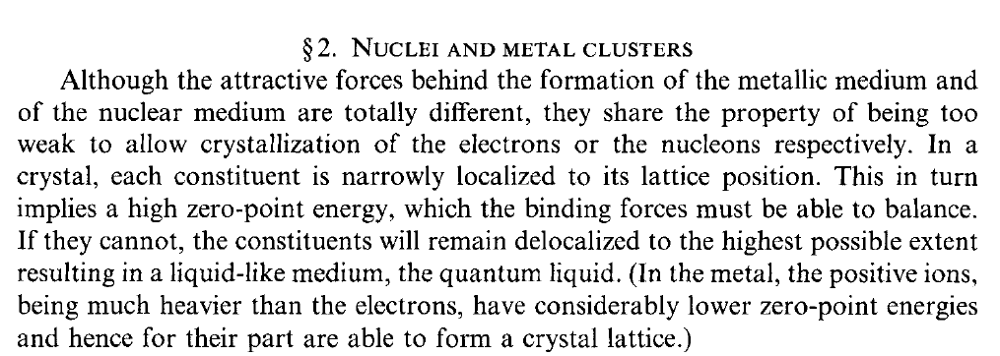 §2. NUCLEI AND METAL CLUSTERS
Although the attractive forces behind the formation of the metallic medium and
of the nuclear medium are totally different, they share the property of being too
weak to allow crystallization of the electrons or the nucleons respectively. In a
crystal, each constituent is narrowly localized to its lattice position. This in turn
implies a high zero-point energy, which the binding forces must be able to balance.
If they cannot, the constituents will remain delocalized to the highest possible extent
resulting in a liquid-like medium, the quantum liquid. (In the metal, the positive ions,
being much heavier than the electrons, have considerably lower zero-point energies
and hence for their part are able to form a crystal lattice.)